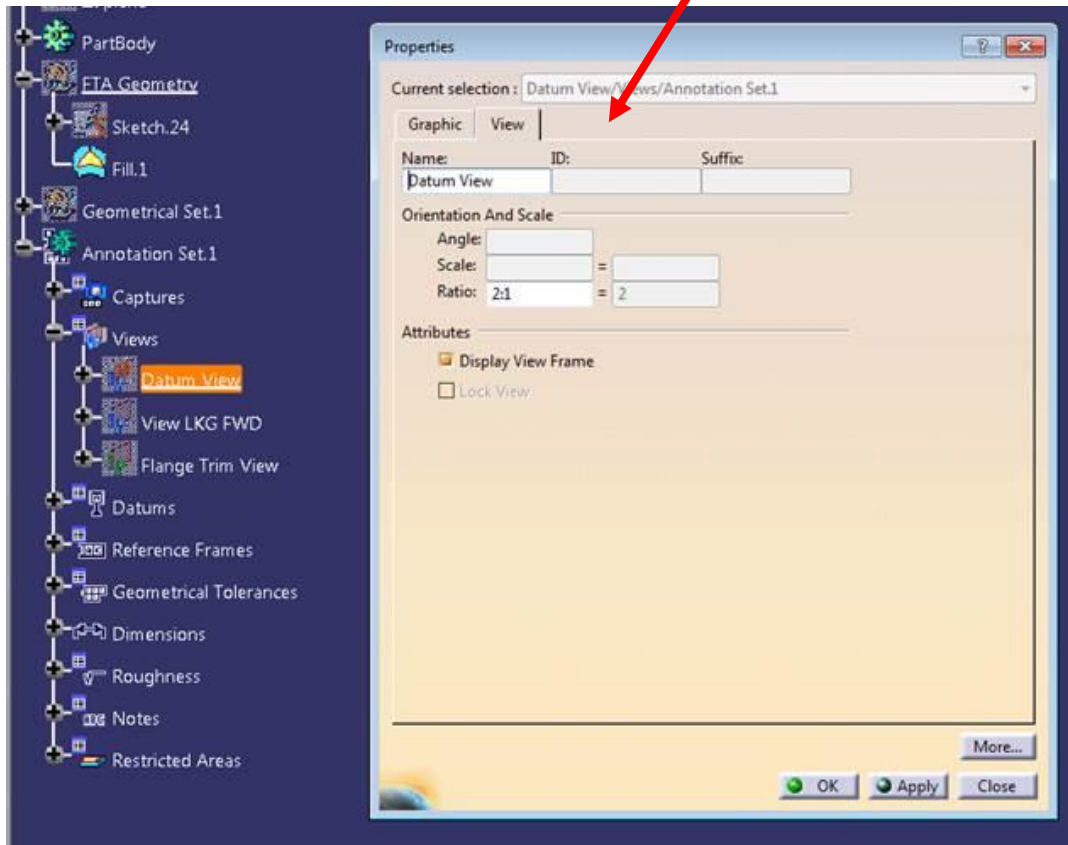 PartBody
FTA Geometry
Sketch.24
Fill.1
Geometrical Set.1
Annotation Set.1
Captures
Views
Datum View
View LKG FWD
Flange Trim View
Datums
Reference Frames
Geometrical Tolerances
Dimensions
Roughness
Notes
Restricted Areas
Properties
?
Current selection : Datum View/Views/Annotation Set.1
Graphic View
Name: ID: Suffix:
Datum View
Orientation And Scale
Angle:
Scale: =
Ratio: 2:1 = 2
Attributes
Display View Frame
Lock View
More...
OK Apply Close